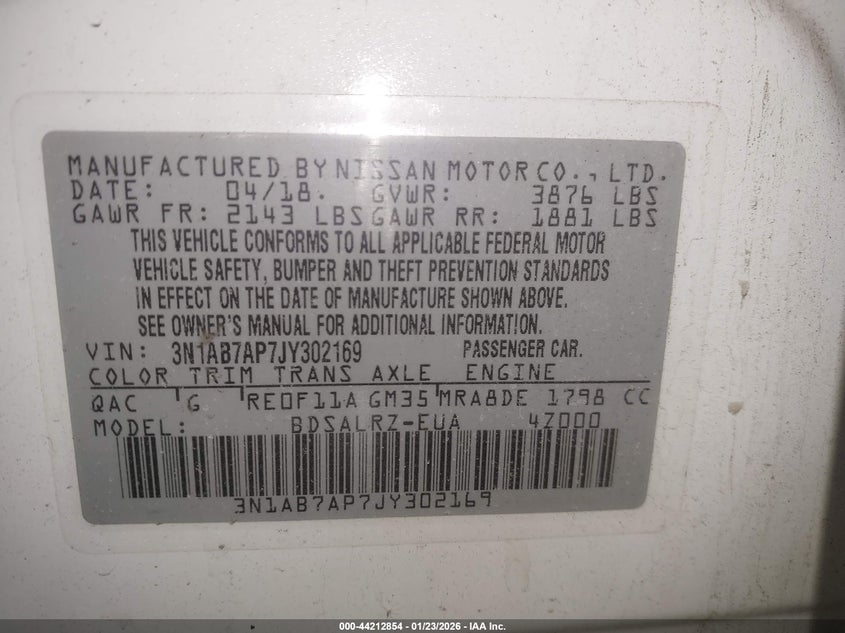 MANUFACTURED BY NISSAN MOTOR CO., LTD.
DATE: 04/18. GVWR: 3876 LBS
GAWR FR: 2143 LBS GAWR RR: 1881 LBS
THIS VEHICLE CONFORMS TO ALL APPLICABLE FEDERAL MOTOR
VEHICLE SAFETY, BUMPER AND THEFT PREVENTION STANDARDS
IN EFFECT ON THE DATE OF MANUFACTURE SHOWN ABOVE.
SEE OWNER'S MANUAL FOR ADDITIONAL INFORMATION.
VIN: 3N1AB7AP7JY302169 PASSENGER CAR.
COLOR TRIM TRANS AXLE ENGINE
QAC G RE0F11A GM35 MRA8DE 1798 CC
MODEL: BDSALRZ-EUA 4Z000
3N1AB7AP7JY302169
000-44212854 - 01/23/2026 - IAA Inc.